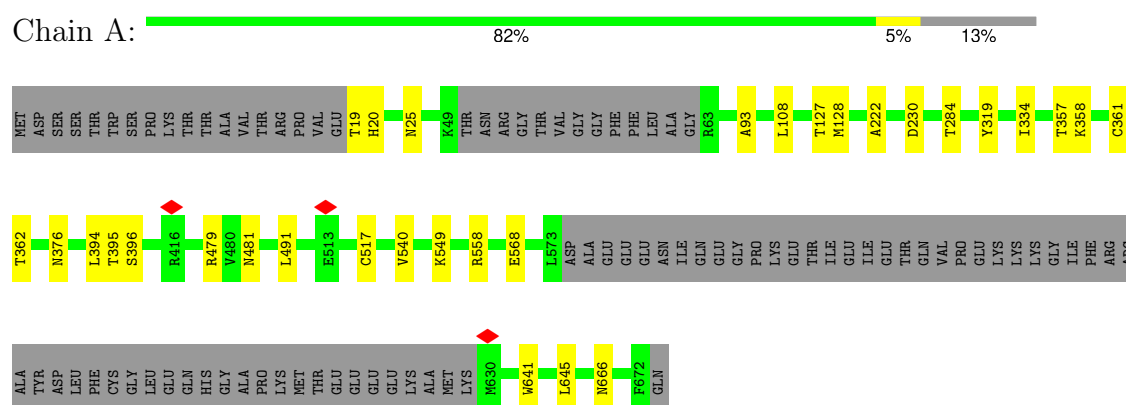 Chain A:
82% 5% 13%
MET ASP SER SER THR TRP SER PRO LYS THR THR ALA VAL THR ARG PRO VAL GLU T19 H20 N25 K49 THR ASN ARG GLY THR VAL GLY GLY PHE PHE LEU ALA GLY R63 A93 L108 T127 M128 A222 D230 T284 Y319 I334 T357 K358 C361
T362 N376 L394 T395 S396 R416 R479 V480 N481 L491 E513 C517 V540 K549 R558 E568 L573 ASP ALA GLU GLU GLU ASN ILE GLN GLU GLY PRO LYS GLU THR ILE GLU ILE GLU THR GLN VAL PRO GLU LYS LYS LYS GLY ILE PHE ARG
ALA TYR ASP LEU PHE CYS GLY LEU GLU GLN HIS GLY ALA PRO LYS MET THR GLU GLU GLU GLU LYS ALA MET LYS M630 W641 L645 N666 F672 GLN